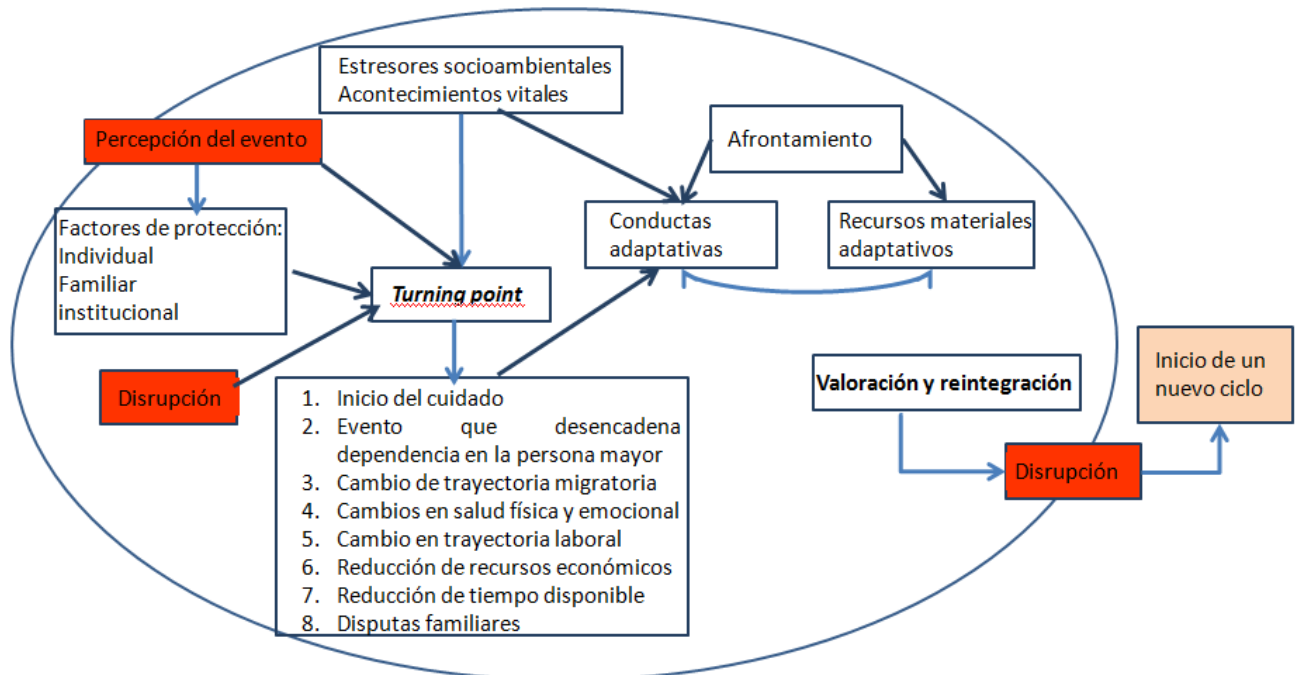 Estresores socioambientales
Acontecimientos vitales
Percepción del evento
Afrontamiento
Factores de protección:
Individual
Familiar
institucional
Conductas
adaptativas
Recursos materiales
adaptativos
Turning point
Disrupción
1. Inicio del cuidado
2. Evento que desencadena
dependencia en la persona mayor
3. Cambio de trayectoria migratoria
4. Cambios en salud física y emocional
5. Cambio en trayectoria laboral
6. Reducción de recursos económicos
7. Reducción de tiempo disponible
8. Disputas familiares
Valoración y reintegración
Disrupción
Inicio de un
nuevo ciclo